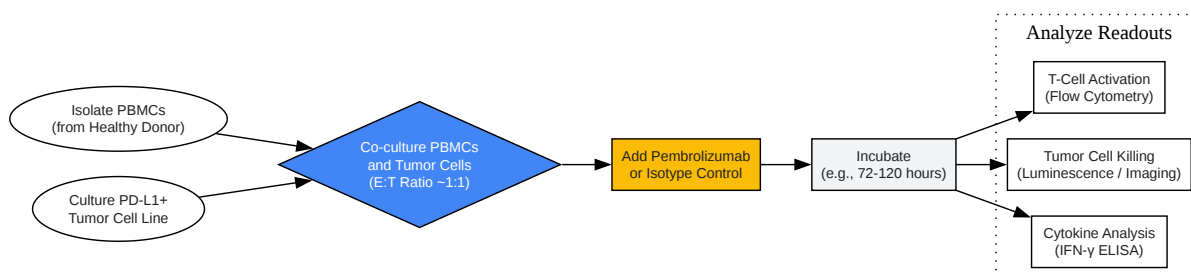 Isolate PBMCs
(from Healthy Donor)
Culture PD-L1+
Tumor Cell Line
Co-culture PBMCs
and Tumor Cells
(E:T Ratio ~1:1)
Add Pembrolizumab
or Isotype Control
Incubate
(e.g., 72-120 hours)
Analyze Readouts
T-Cell Activation
(Flow Cytometry)
Tumor Cell Killing
(Luminescence / Imaging)
Cytokine Analysis
(IFN-γ ELISA)